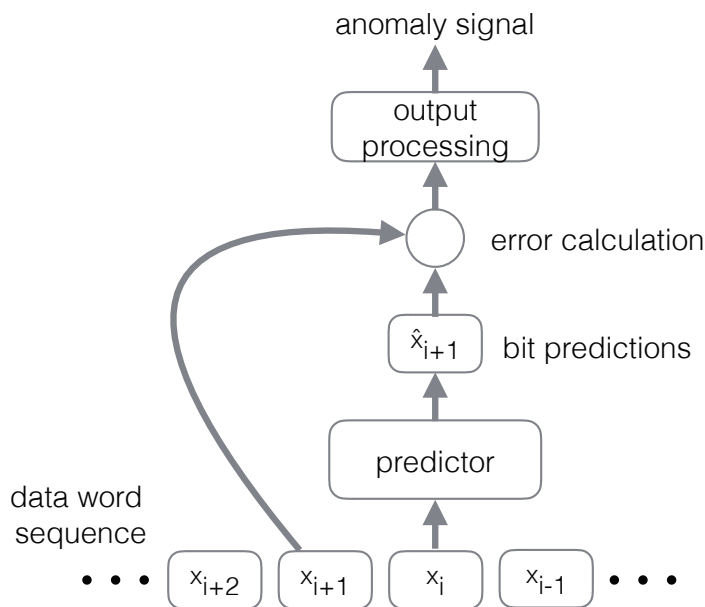 anomaly signal
output
processing
error calculation
x̂i+1
bit predictions
predictor
data word
sequence
• • • xi+2 xi+1 xi xi-1 • • •